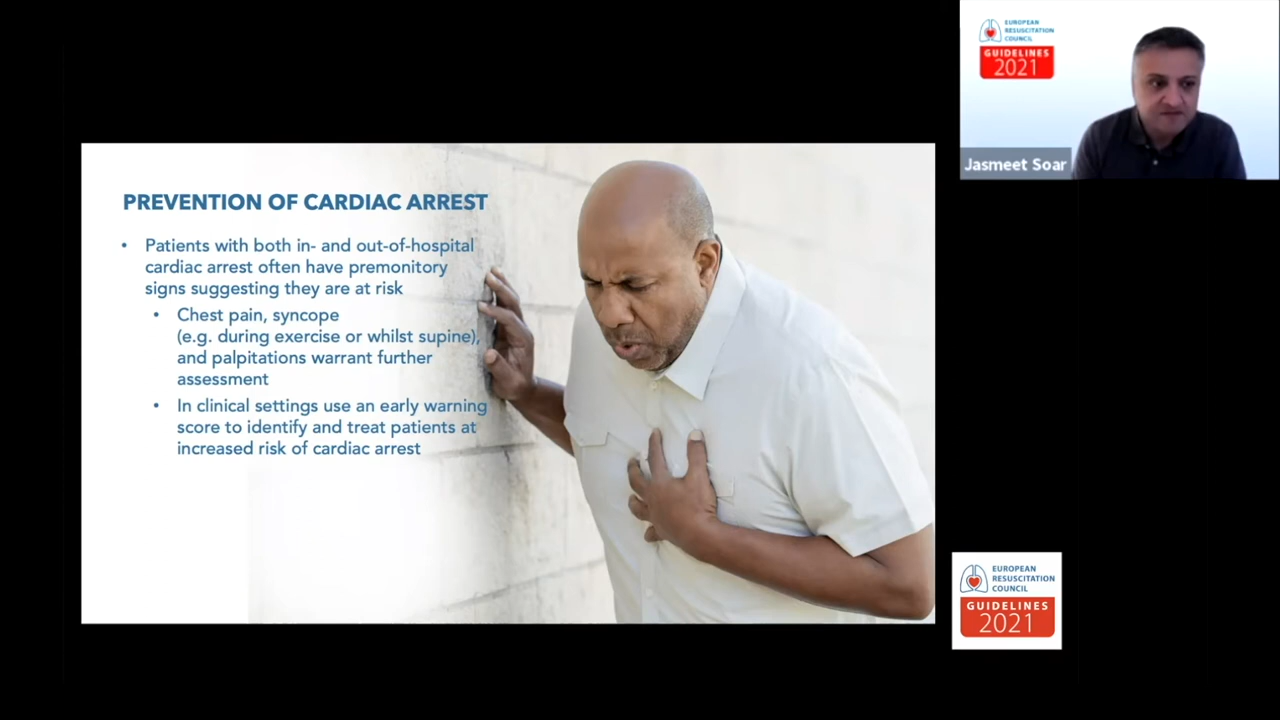 PREVENTION OF CARDIAC ARREST
• Patients with both in- and out-of-hospital
cardiac arrest often have premonitory
signs suggesting they are at risk
• Chest pain, syncope
(e.g. during exercise or whilst supine),
and palpitations warrant further
assessment
• In clinical settings use an early warning
score to identify and treat patients at
increased risk of cardiac arrest
EUROPEAN
RESUSCITATION
COUNCIL
GUIDELINES
2021
Jasmeet Soar
EUROPEAN
RESUSCITATION
COUNCIL
GUIDELINES
2021